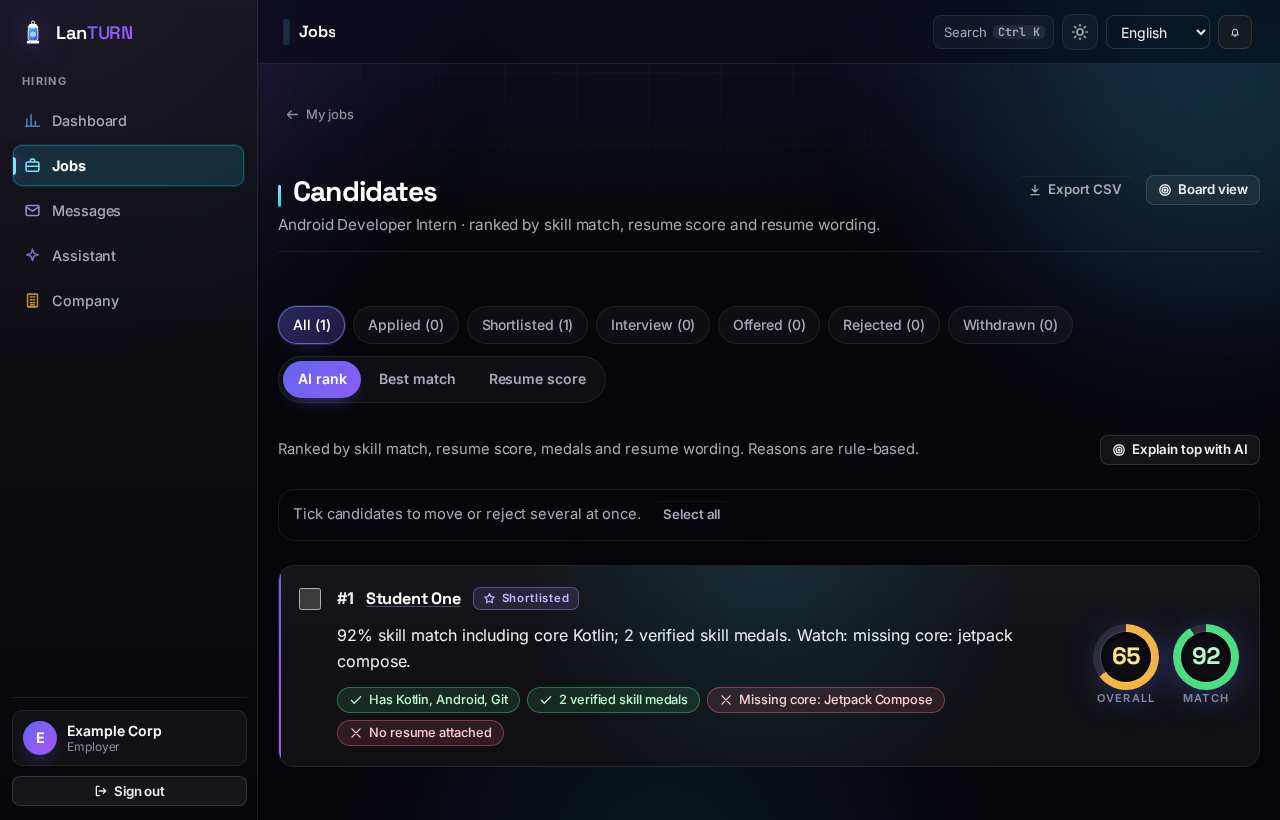 LanTURN
HIRING
Dashboard
Jobs
Messages
Assistant
Company
E
Example Corp
Employer
Sign out
Jobs
Search Ctrl K
English
My jobs
Candidates
Export CSV
Board view
Android Developer Intern · ranked by skill match, resume score and resume wording.
All (1)
Applied (0)
Shortlisted (1)
Interview (0)
Offered (0)
Rejected (0)
Withdrawn (0)
AI rank
Best match
Resume score
Ranked by skill match, resume score, medals and resume wording. Reasons are rule-based.
Explain top with AI
Tick candidates to move or reject several at once.
Select all
#1 Student One
Shortlisted
92% skill match including core Kotlin; 2 verified skill medals. Watch: missing core: jetpack
compose.
Has Kotlin, Android, Git
2 verified skill medals
Missing core: Jetpack Compose
No resume attached
65
OVERALL
92
MATCH